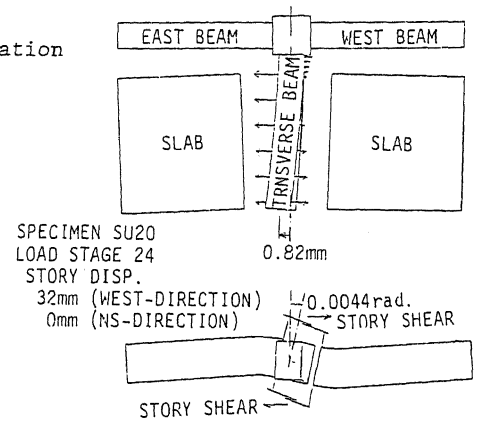 ation
EAST BEAM
WEST BEAM
TRNSVERSE BEAM
SLAB
SLAB
SPECIMEN SU20
LOAD STAGE 24
STORY DISP.
32mm (WEST-DIRECTION)
0mm (NS-DIRECTION)
0.82mm
0.0044rad.
STORY SHEAR
STORY SHEAR